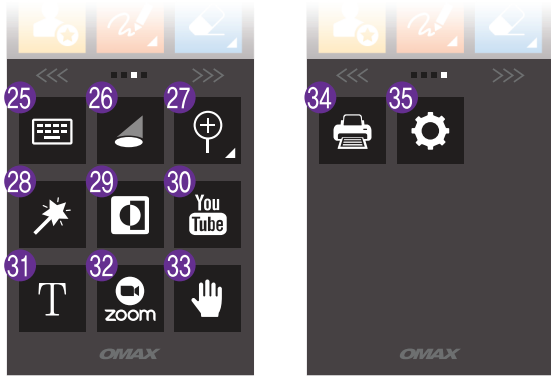 <<< >>>
<<< >>>
25 26 27
34 35
28 29 30
You
Tube
31 32 33
T
zoom
OMAX
OMAX